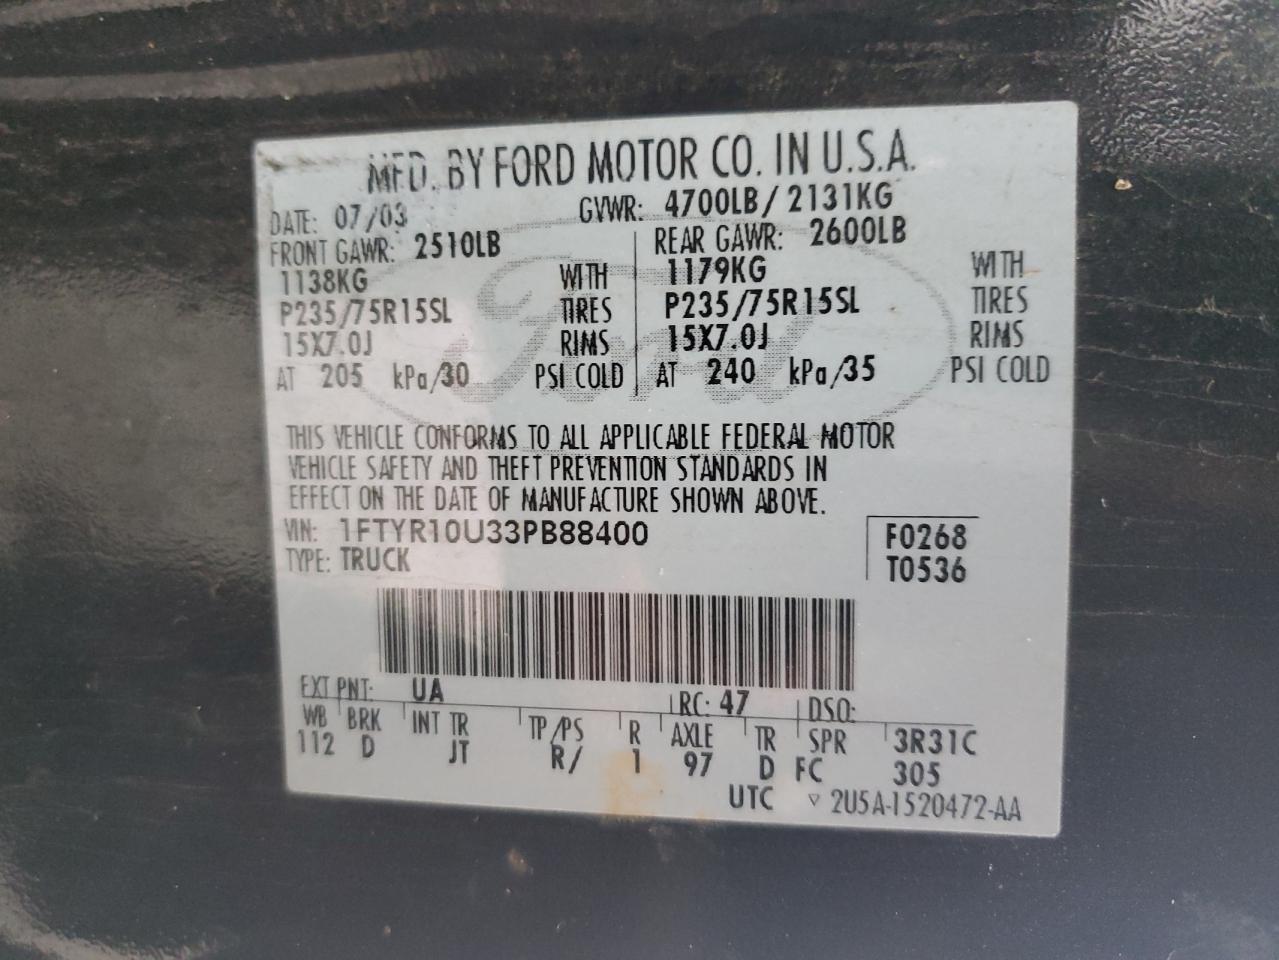 MFD. BY FORD MOTOR CO. IN U.S.A.
DATE: 07/03 GVWR: 4700LB/ 2131KG
FRONT GAWR: 2510LB REAR GAWR: 2600LB
1138KG WITH 1179KG WITH
P235/75R15SL TIRES P235/75R15SL TIRES
15X7.0J RIMS 15X7.0J RIMS
AT 205 kPa/30 PSI COLD AT 240 kPa/35 PSI COLD
Ford
THIS VEHICLE CONFORMS TO ALL APPLICABLE FEDERAL MOTOR
VEHICLE SAFETY AND THEFT PREVENTION STANDARDS IN
EFFECT ON THE DATE OF MANUFACTURE SHOWN ABOVE.
VIN: 1FTYR10U33PB88400 F0268
TYPE: TRUCK T0536
EXT PNT: UA RC: 47 DSO:
WB BRK INT TR TP/PS R AXLE TR SPR 3R31C
112 D JT R/ 1 97 D FC 305
UTC ▽ 2U5A-1520472-AA